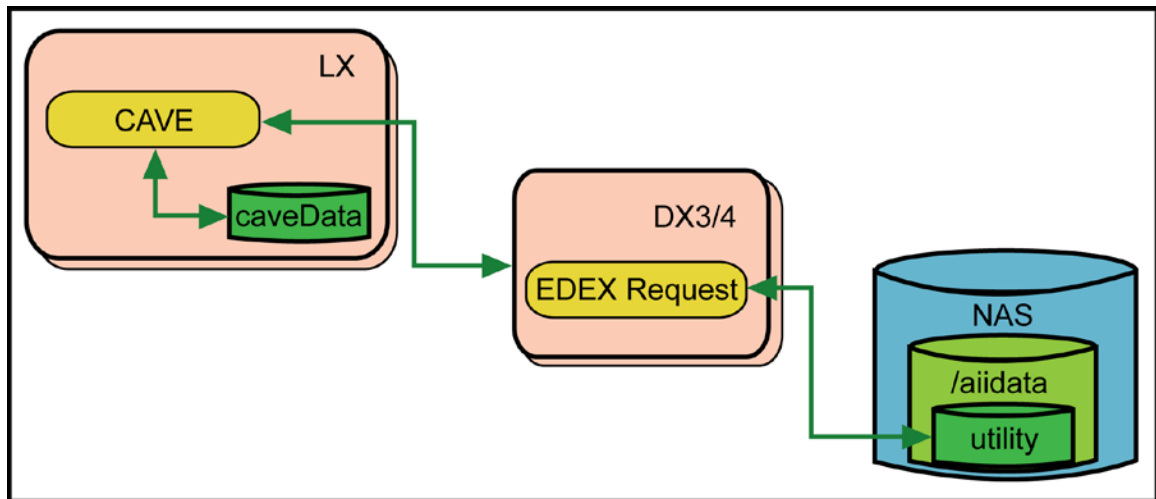 LX
CAVE
caveData
DX3/4
EDEX Request
NAS
/aiidata
utility